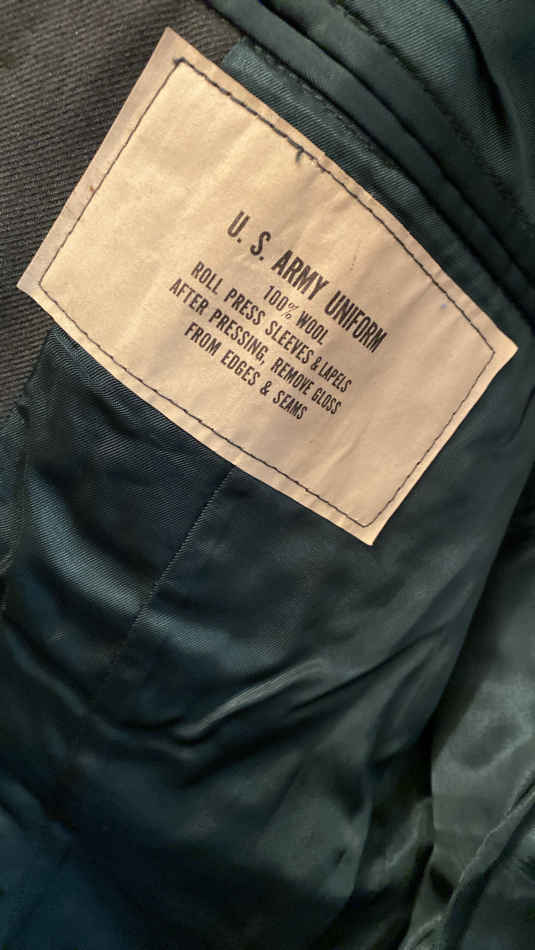 U. S. ARMY UNIFORM
100% WOOL
ROLL PRESS SLEEVES & LAPELS
AFTER PRESSING, REMOVE GLOSS
FROM EDGES & SEAMS